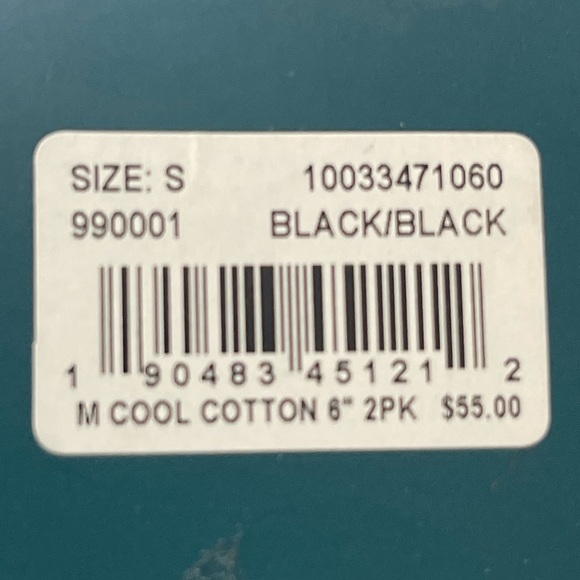 SIZE: S 10033471060
990001 BLACK/BLACK
1 90483 45121 2
M COOL COTTON 6" 2PK $55.00